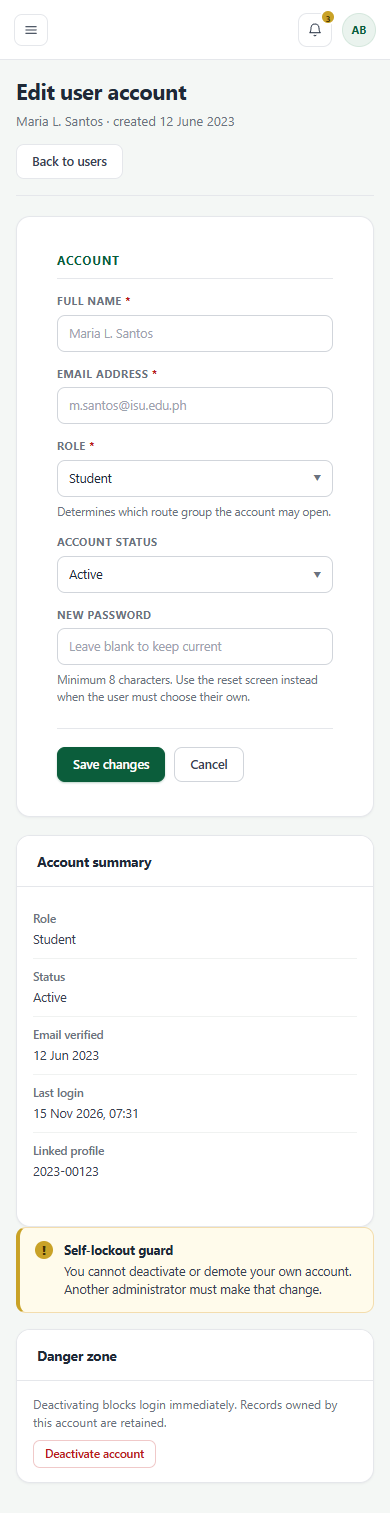 3
AB
Edit user account
Maria L. Santos · created 12 June 2023
Back to users
ACCOUNT
FULL NAME *
Maria L. Santos
EMAIL ADDRESS *
m.santos@isu.edu.ph
ROLE *
Student
Determines which route group the account may open.
ACCOUNT STATUS
Active
NEW PASSWORD
Leave blank to keep current
Minimum 8 characters. Use the reset screen instead
when the user must choose their own.
Save changes
Cancel
Account summary
Role
Student
Status
Active
Email verified
12 Jun 2023
Last login
15 Nov 2026, 07:31
Linked profile
2023-00123
!
Self-lockout guard
You cannot deactivate or demote your own account.
Another administrator must make that change.
Danger zone
Deactivating blocks login immediately. Records owned by
this account are retained.
Deactivate account